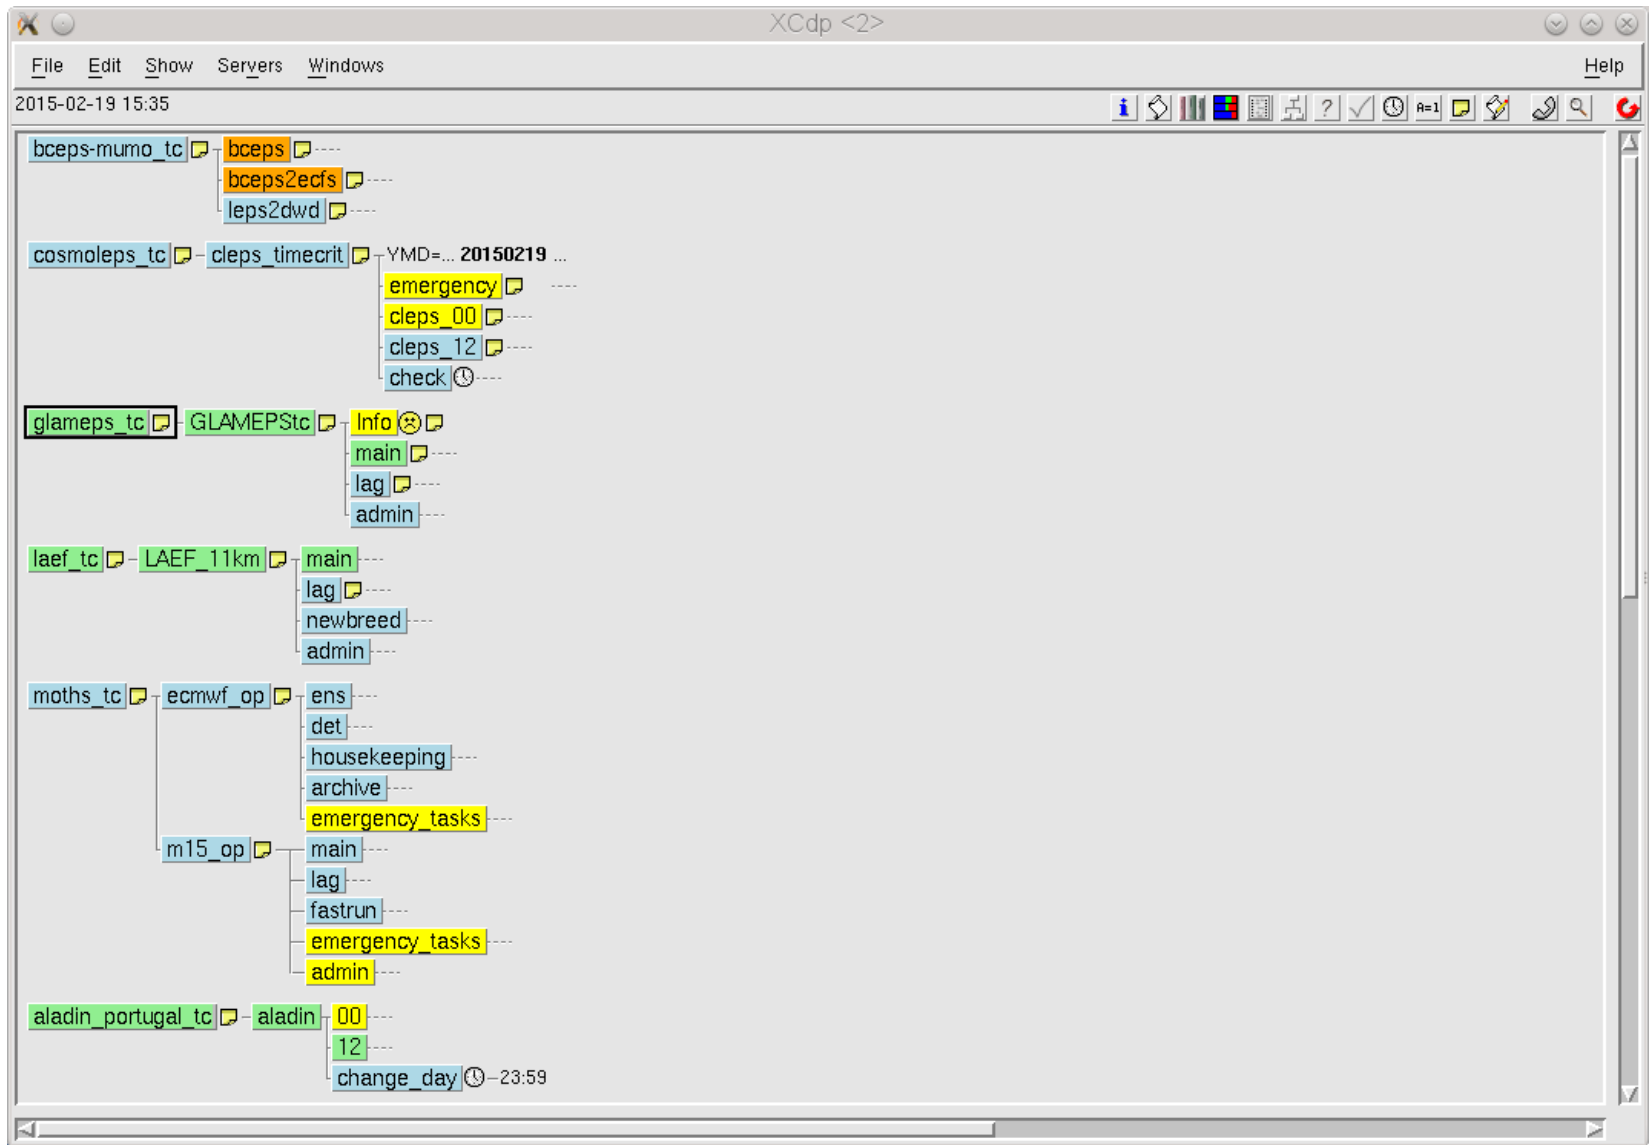 XCdp <2>
File Edit Show Servers Windows Help
2015-02-19 15:35
i ? A=1
bceps-mumo_tc bceps
bceps2ecfs
leps2dwd
cosmoleps_tc cleps_timecrit YMD=... 20150219 ...
emergency
cleps_00
cleps_12
check
glameps_tc GLAMEPStc Info
main
lag
admin
laef_tc LAEF_11km main
lag
newbreed
admin
moths_tc ecmwf_op ens
det
housekeeping
archive
emergency_tasks
m15_op main
lag
fastrun
emergency_tasks
admin
aladin_portugal_tc aladin 00
12
change_day 23:59